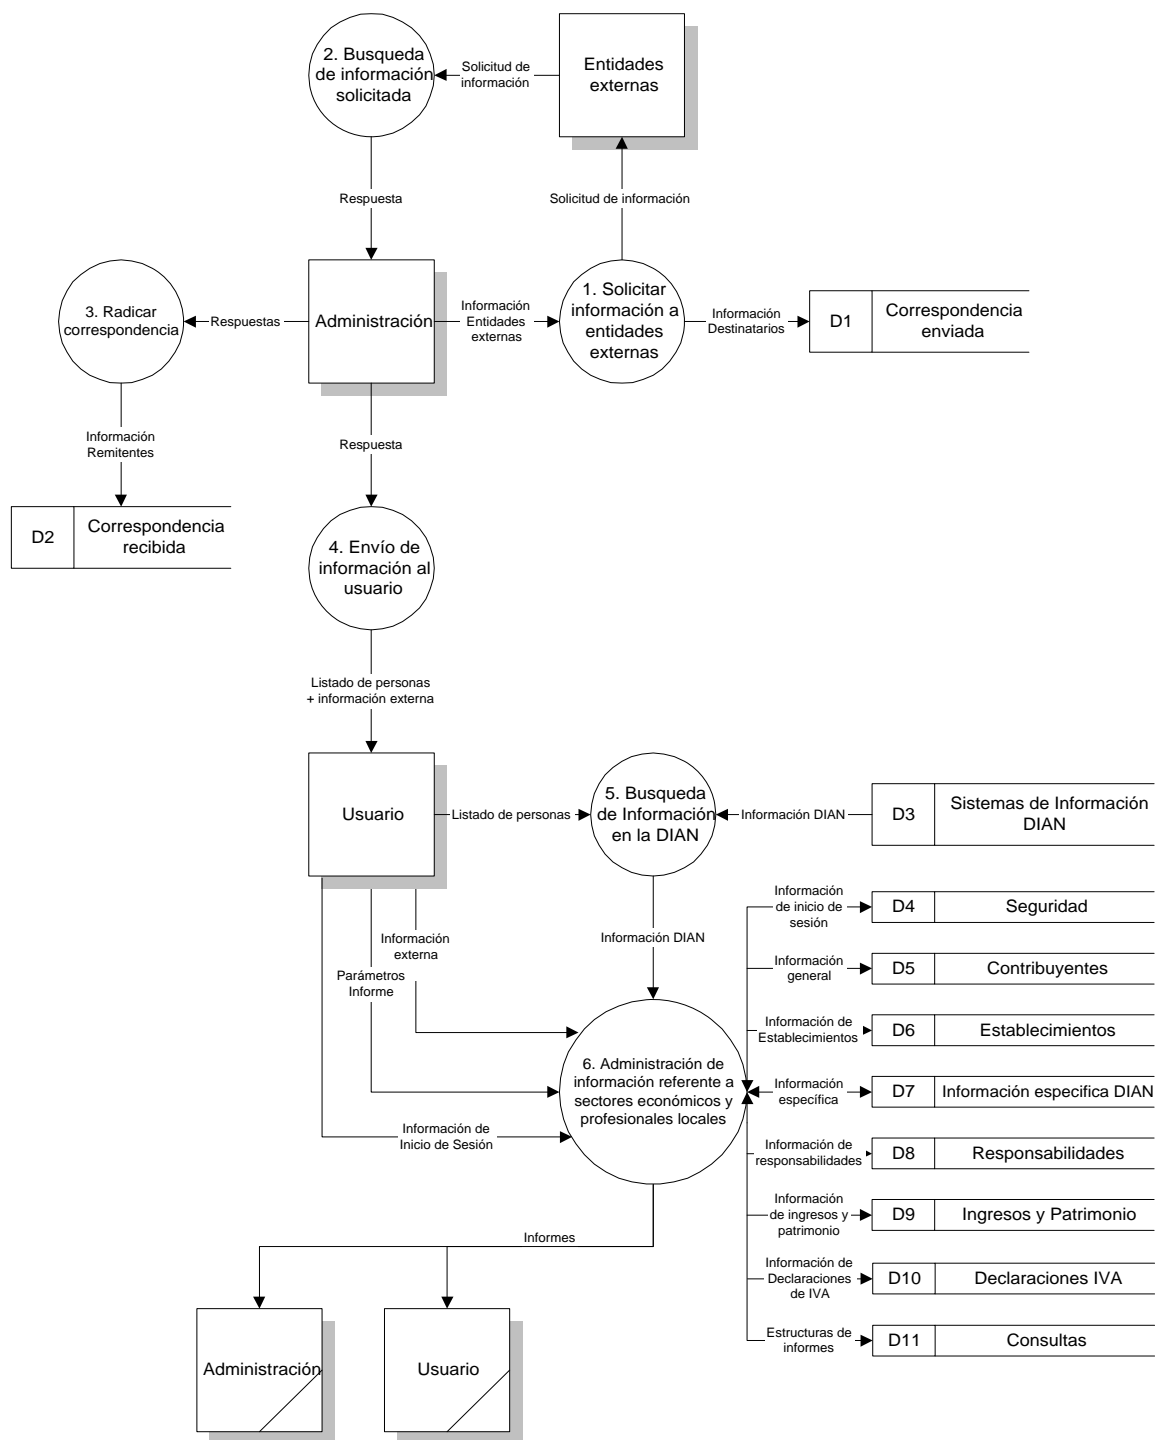 2. Busqueda
de información
solicitada
Solicitud de
información
Entidades
externas
Respuesta
Solicitud de información
3. Radicar
correspondencia
Respuestas
Administración
Información
Entidades
externas
1. Solicitar
información a
entidades
externas
Información
Destinatarios
D1
Correspondencia
enviada
Información
Remitentes
Respuesta
D2
Correspondencia
recibida
4. Envío de
información al
usuario
Listado de personas
+ información externa
Usuario
Listado de personas
5. Busqueda
de Información
en la DIAN
Información DIAN
D3
Sistemas de Información
DIAN
Información
externa
Parámetros
Informe
Información DIAN
Información
de inicio de
sesión
D4
Seguridad
Información
general
D5
Contribuyentes
Información de
Establecimientos
D6
Establecimientos
6. Administración de
información referente a
sectores económicos y
profesionales locales
Información
específica
D7
Información especifica DIAN
Información de
Inicio de Sesión
Información de
responsabilidades
D8
Responsabilidades
Información
de ingresos y
patrimonio
D9
Ingresos y Patrimonio
Informes
Información de
Declaraciones
de IVA
D10
Declaraciones IVA
Estructuras de
informes
D11
Consultas
Administración
Usuario